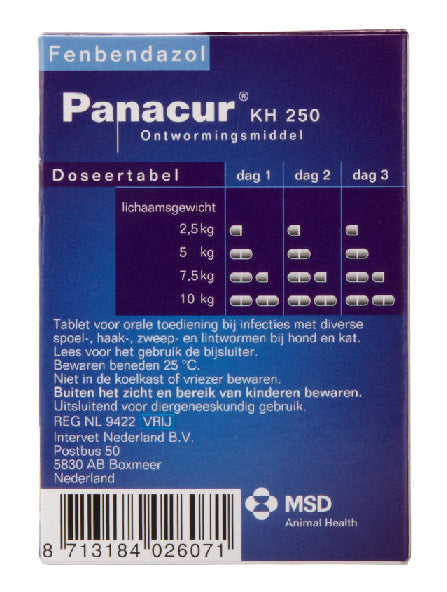 Fenbendazol
Panacur® KH 250
Ontwormingsmiddel
Doseertabel dag 1 dag 2 dag 3
lichaamsgewicht
2,5kg
5 kg
7,5kg
10 kg
Tablet voor orale toediening bij infecties met diverse
spoel-, haak-, zweep- en lintwormen bij hond en kat.
Lees voor het gebruik de bijsluiter.
Bewaren beneden 25 °C.
Niet in de koelkast of vriezer bewaren.
Buiten het zicht en bereik van kinderen bewaren.
Uitsluitend voor diergeneeskundig gebruik.
REG NL 9422 VRIJ
Intervet Nederland B.V.
Postbus 50
5830 AB Boxmeer
Nederland
MSD
Animal Health
8 713184 026071